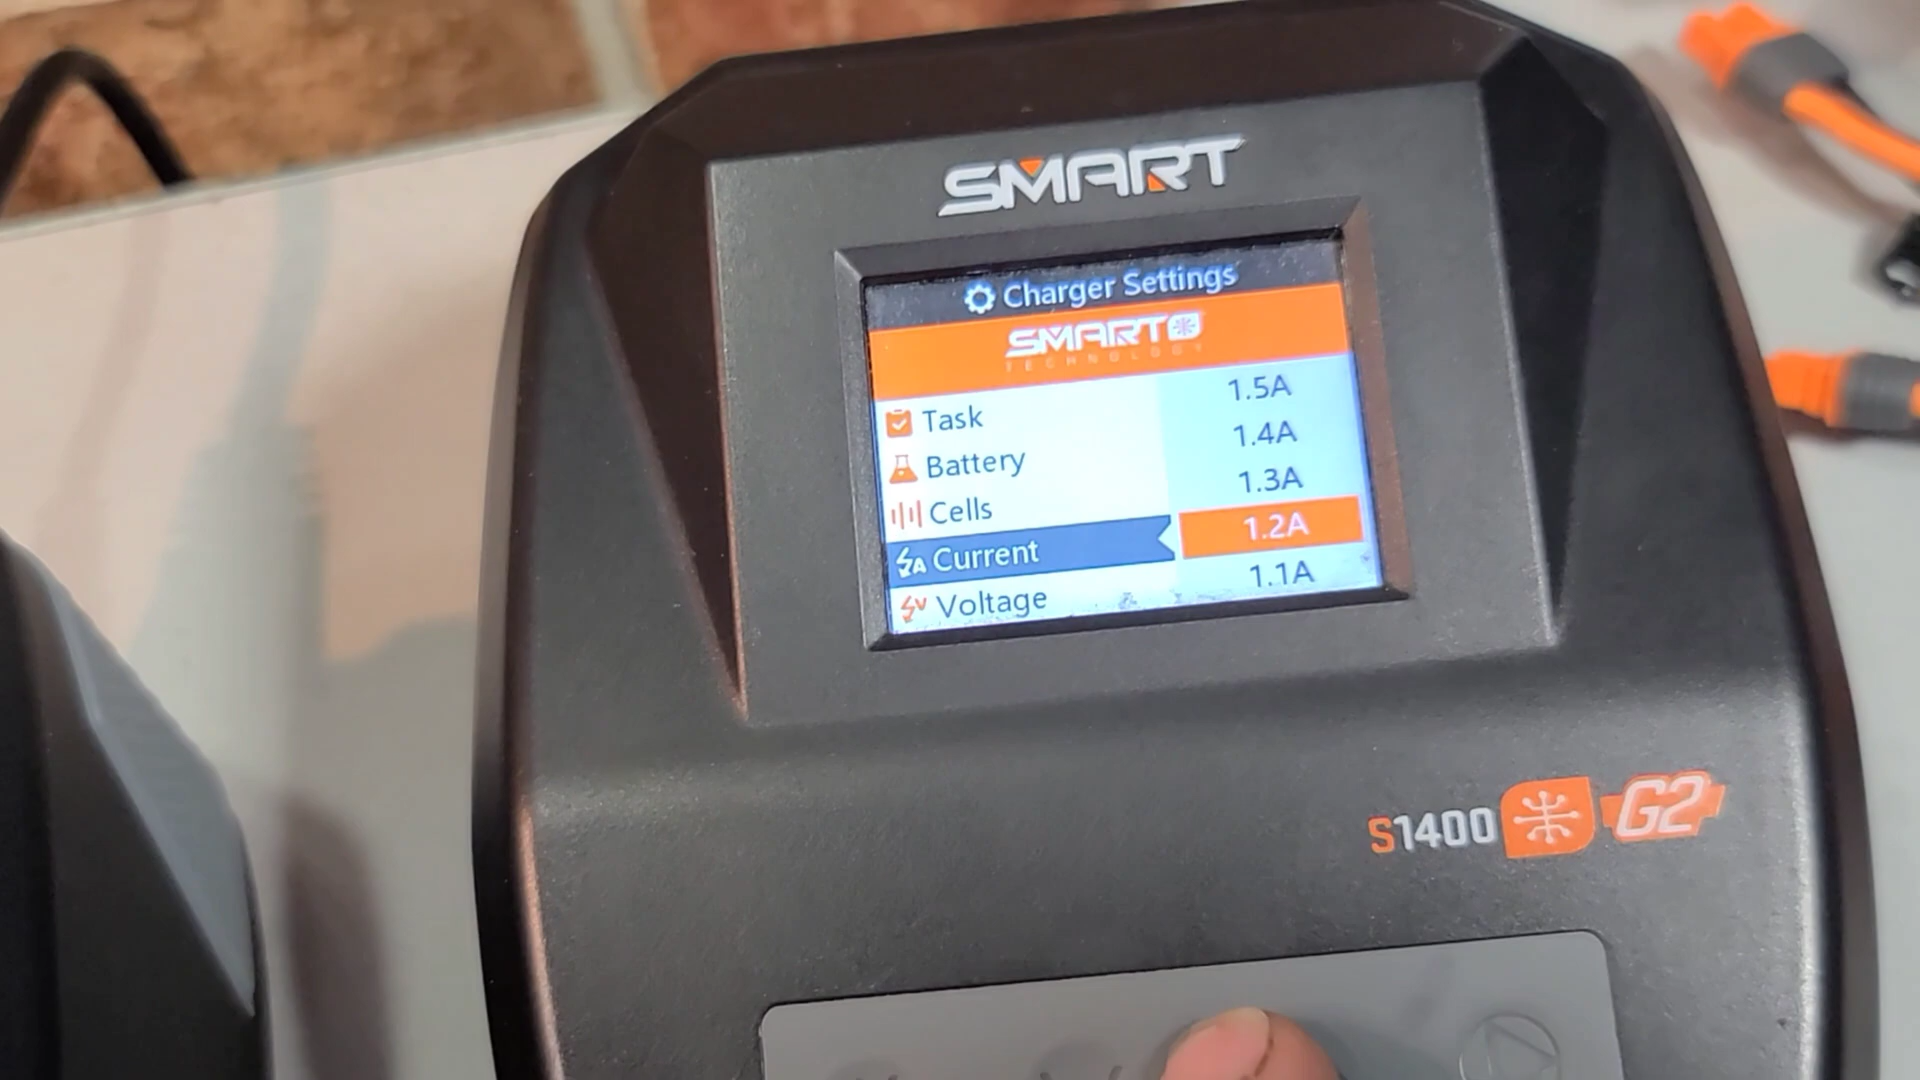 SMART
Charger Settings
SMART
TECHNOLOGY
Task
Battery
Cells
Current
Voltage
1.5A
1.4A
1.3A
1.2A
1.1A
S1400 G2